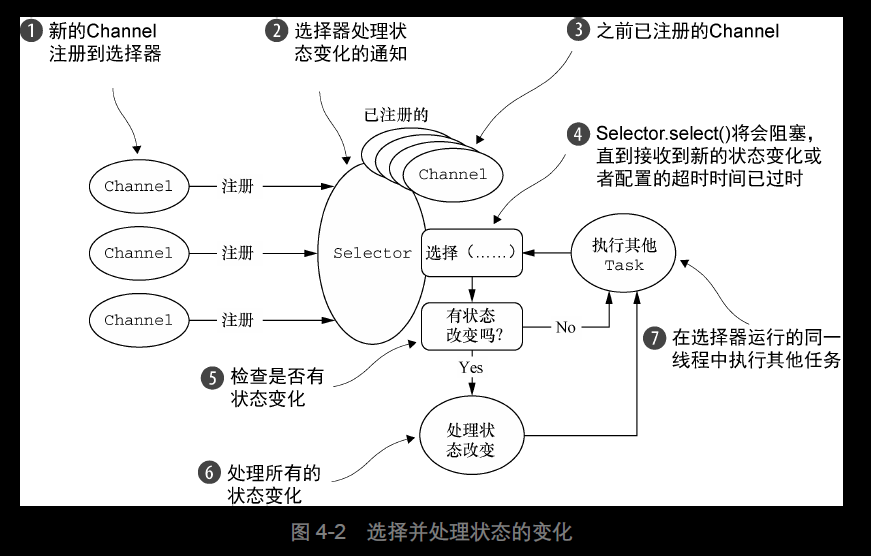 1 新的Channel
注册到选择器
2 选择器处理状
态变化的通知
3 之前已注册的Channel
已注册的
4 Selector.select()将会阻塞，
直到接收到新的状态变化或
者配置的超时时间已过时
Channel
Channel
注册
Channel
注册
Selector
选择（……）
执行其他
Task
Channel
注册
有状态
改变吗?
No
7 在选择器运行的同一
线程中执行其他任务
Yes
5 检查是否有
状态变化
处理状
态改变
6 处理所有的
状态变化
图 4-2 选择并处理状态的变化